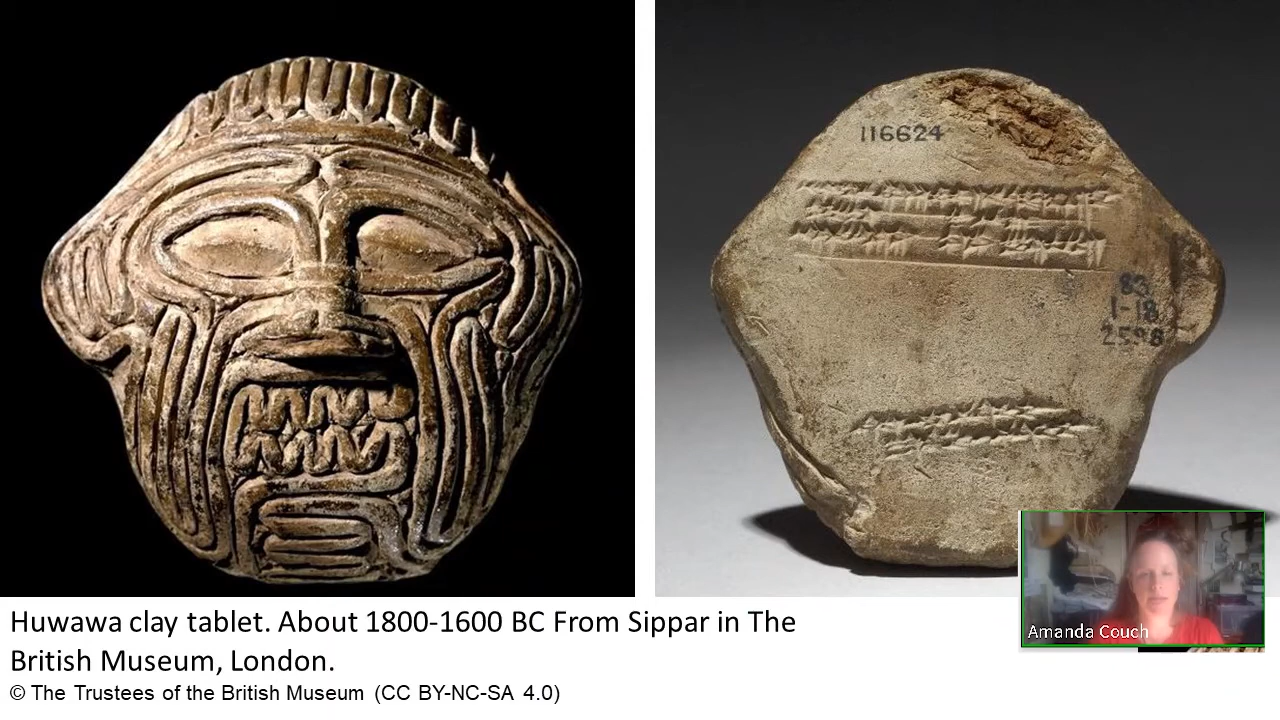 116624
83
1-18
2598
Huwawa clay tablet. About 1800-1600 BC From Sippar in The
British Museum, London.
© The Trustees of the British Museum (CC BY-NC-SA 4.0)
Amanda Couch